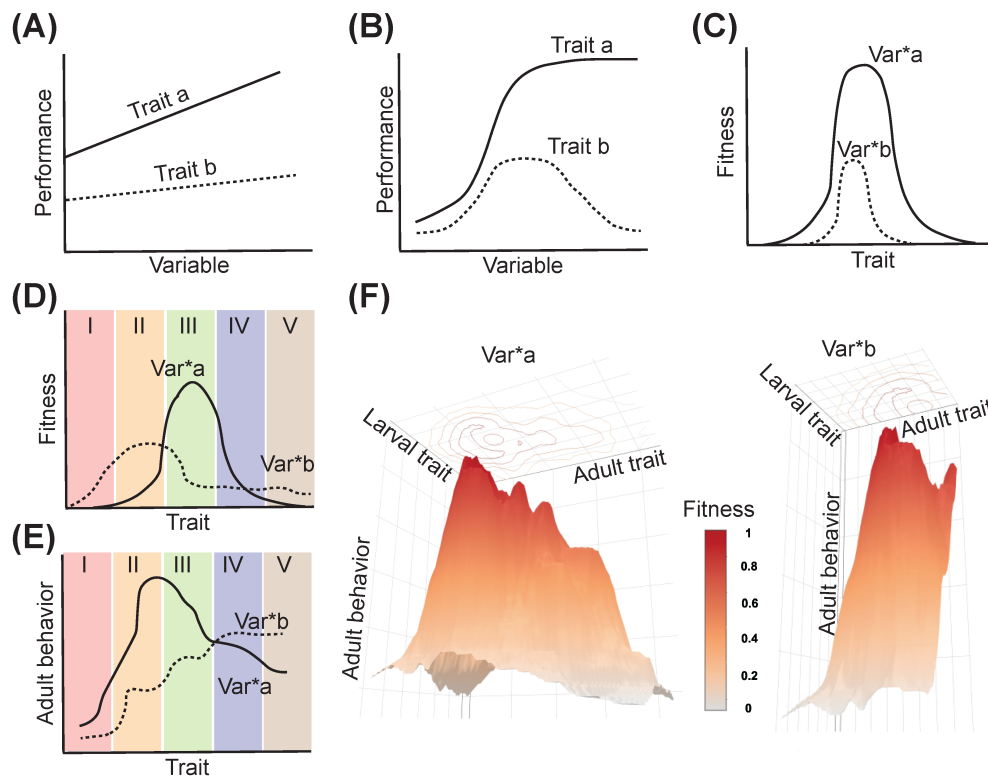 (A)
Performance
Trait a
Trait b
Variable
(B)
Performance
Trait a
Trait b
Variable
(C)
Fitness
Var*a
Var*b
Trait
(D)
Fitness
I II III IV V
Var*a
Var*b
Trait
(E)
Adult behavior
I II III IV V
Var*b
Var*a
Trait
(F)
Var*a
Larval trait
Adult trait
Adult behavior
Fitness
1
0.8
0.6
0.4
0.2
0
Var*b
Larval trait
Adult trait
Adult behavior